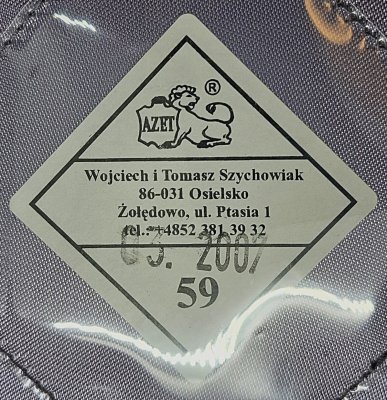 AZET ®
Wojciech i Tomasz Szychowiak
86-031 Osielsko
Żołędowo, ul. Ptasia 1
tel.:+4852 381 39 32
03. 2007
59